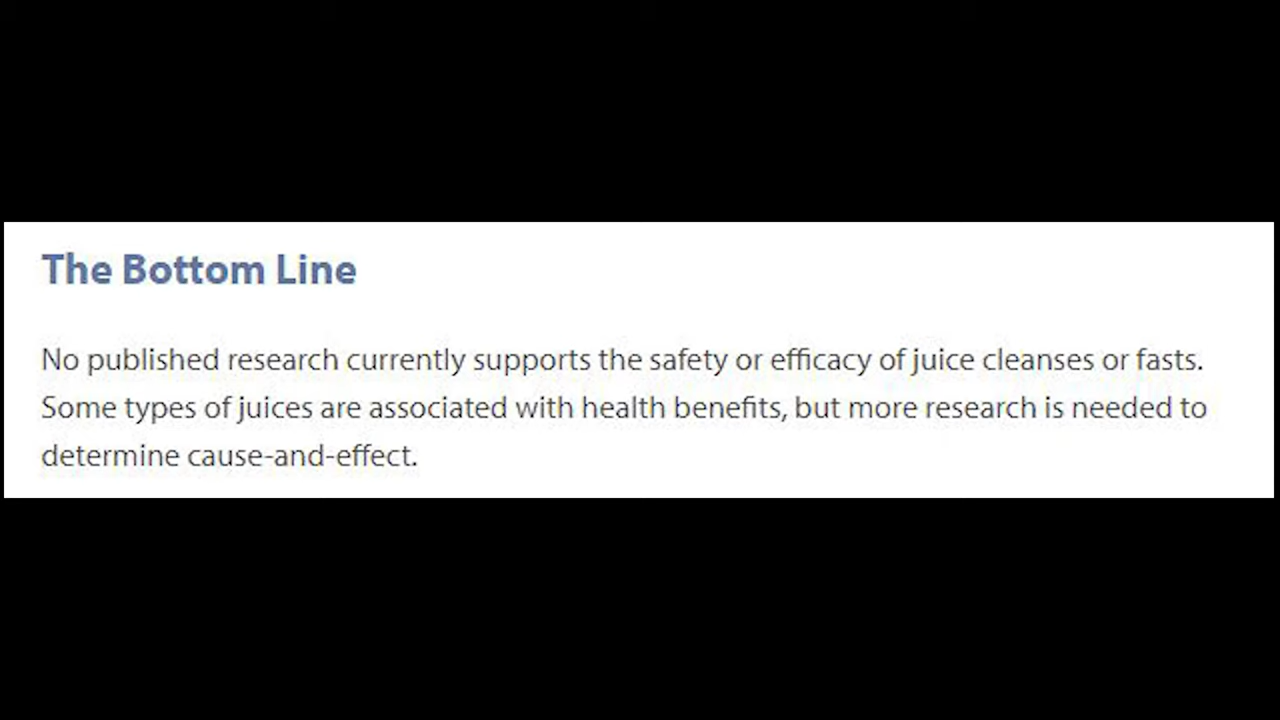 The Bottom Line
No published research currently supports the safety or efficacy of juice cleanses or fasts.
Some types of juices are associated with health benefits, but more research is needed to
determine cause-and-effect.